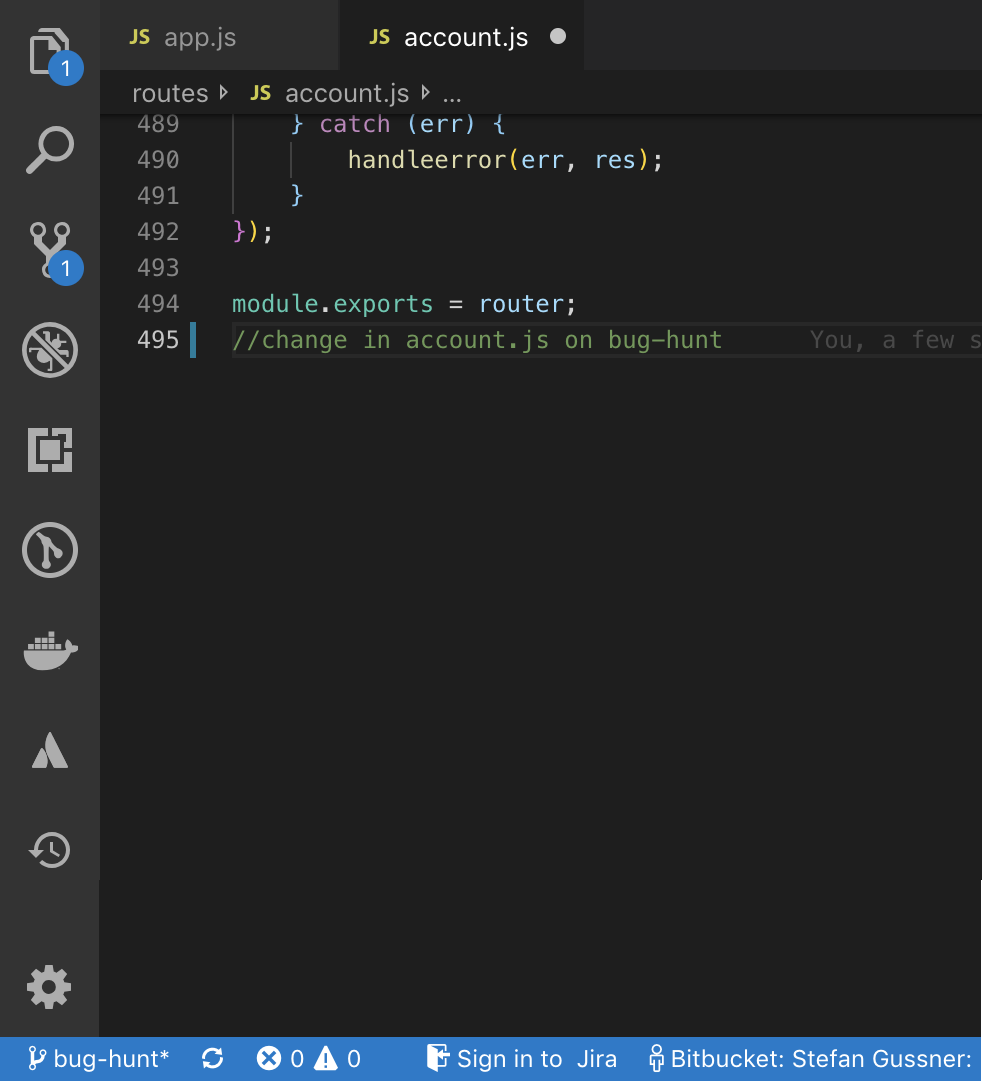 JS app.js JS account.js
1
routes JS account.js ...
489 } catch (err) {
490 handleerror(err, res);
491 }
492 });
1
493
494 module.exports = router;
495 //change in account.js on bug-hunt You, a few s
bug-hunt* 0 0 Sign in to Jira Bitbucket: Stefan Gussner: